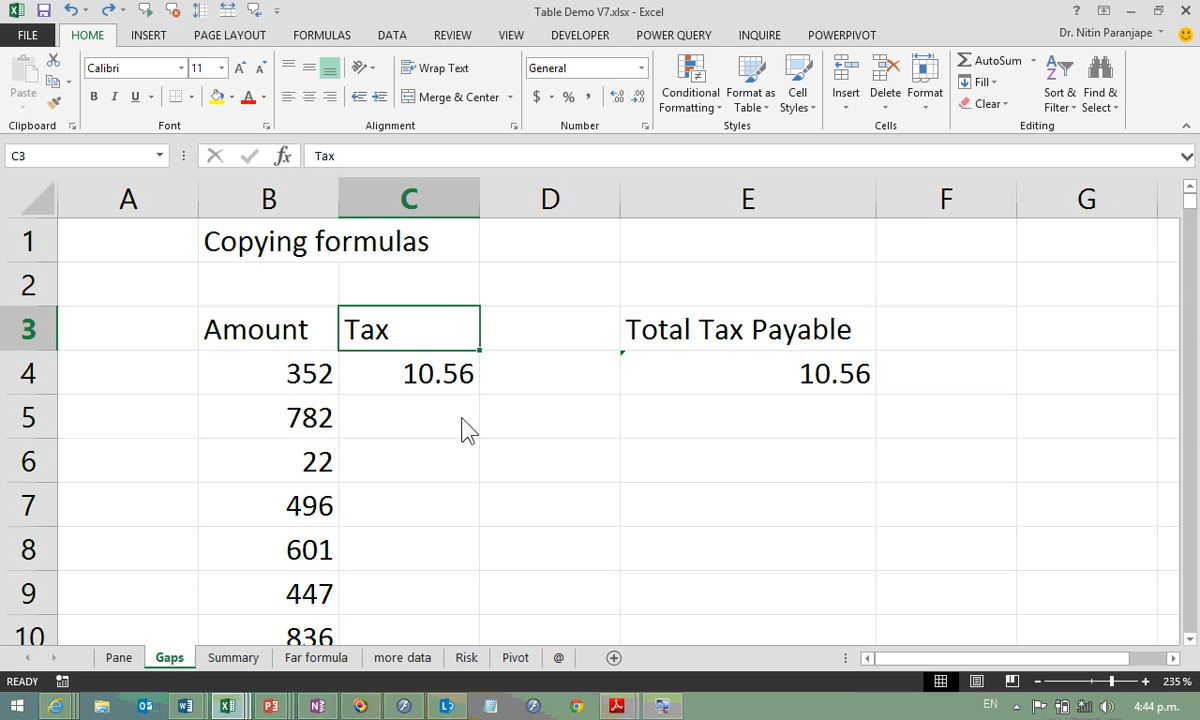 Table Demo V7.xlsx - Excel
?
FILE HOME INSERT PAGE LAYOUT FORMULAS DATA REVIEW VIEW DEVELOPER POWER QUERY INQUIRE POWERPIVOT Dr. Nitin Paranjape
Paste
Calibri 11 A A
B I U A
Wrap Text
Merge & Center
General
$ % ,
Conditional Formatting
Format as Table
Cell Styles
Insert Delete Format
AutoSum
Fill
Clear
Sort & Filter
Find & Select
Clipboard Font Alignment Number Styles Cells Editing
C3 fx Tax
A B C D E F G
1 Copying formulas
2
3 Amount Tax Total Tax Payable
4 352 10.56 10.56
5 782
6 22
7 496
8 601
9 447
10 836
Pane Gaps Summary Far formula more data Risk Pivot @
READY 235 %
EN 4:44 p.m.